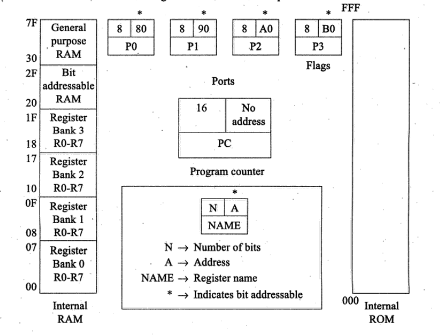 7F
General
purpose
RAM
30
2F
Bit
addressable
RAM
20
1F
Register
Bank 3
R0-R7
18
17
Register
Bank 2
R0-R7
10
0F
Register
Bank 1
R0-R7
08
07
Register
Bank 0
R0-R7
00
Internal
RAM
* * * *
8 80 8 90 8 A0 8 B0
P0 P1 P2 P3
Flags
Ports
16 No
address
PC
Program counter
*
N A
NAME
N → Number of bits
A → Address
NAME → Register name
* → Indicates bit addressable
FFF
000
Internal
ROM